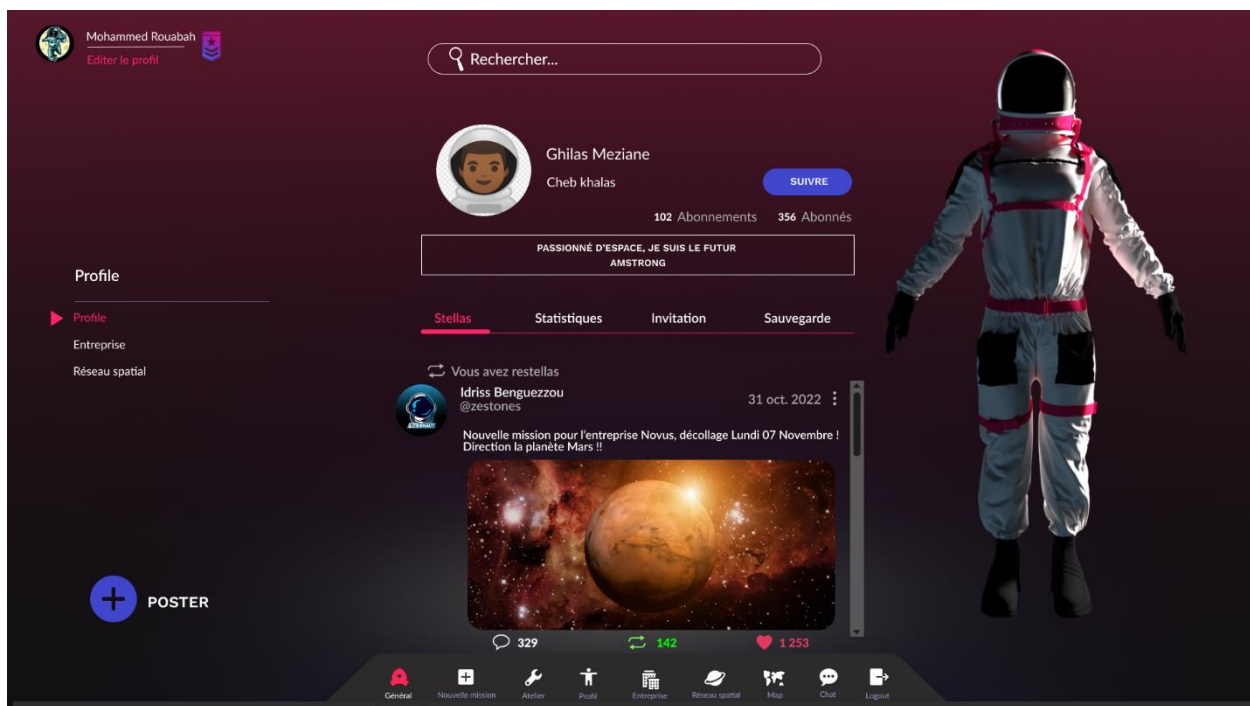 Mohammed Rouabah
Editer le profil
Rechercher...
Ghilas Meziane
Cheb khalas
SUIVRE
102 Abonnements 356 Abonnés
PASSIONNÉ D'ESPACE, JE SUIS LE FUTUR
AMSTRONG
Profile
Profile
Entreprise
Réseau spatial
Stellas Statistiques Invitation Sauvegarde
Vous avez restellas
Idriss Benguezzou
@zestones
31 oct. 2022
Nouvelle mission pour l'entreprise Novus, décollage Lundi 07 Novembre !
Direction la planète Mars !!
POSTER
329 142 1 253
Général Nouvelle mission Atelier Profil Entreprise Réseau spatial Map Chat Logout